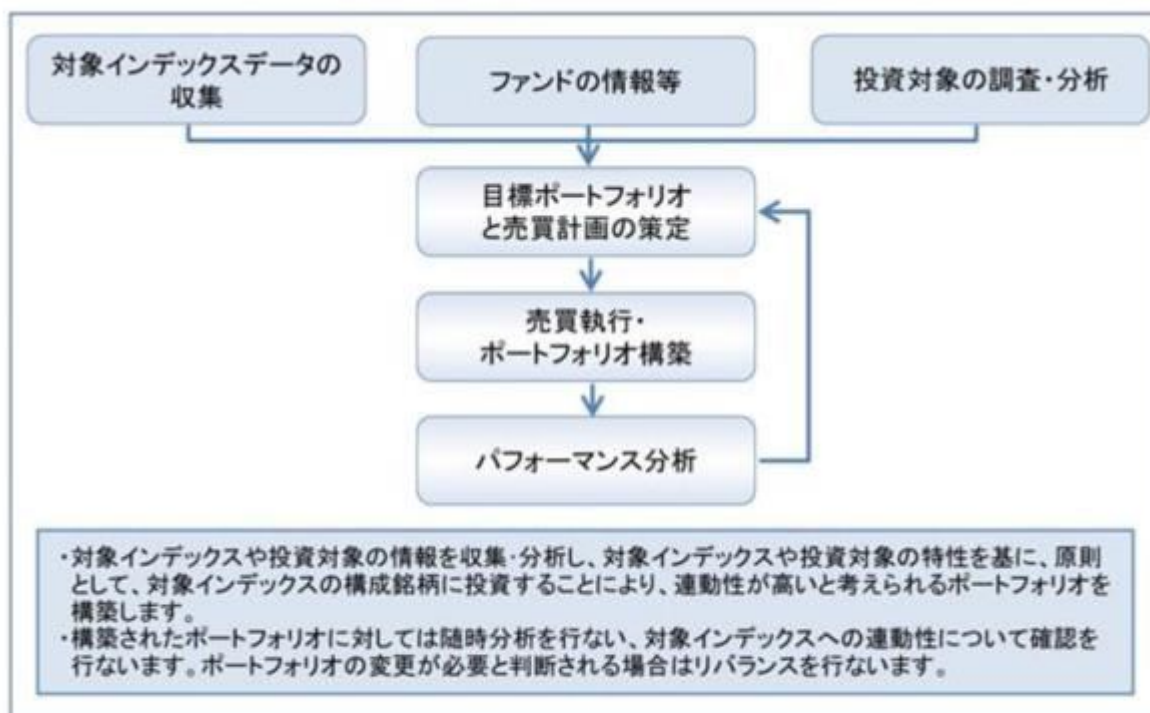 対象インデックスデータの
収集
ファンドの情報等
投資対象の調査・分析
目標ポートフォリオ
と売買計画の策定
売買執行・
ポートフォリオ構築
パフォーマンス分析
・対象インデックスや投資対象の情報を収集・分析し、対象インデックスや投資対象の特性を基に、原則
として、対象インデックスの構成銘柄に投資することにより、連動性が高いと考えられるポートフォリオを
構築します。
・構築されたポートフォリオに対しては随時分析を行ない、対象インデックスへの連動性について確認を
行ないます。ポートフォリオの変更が必要と判断される場合はリバランスを行ないます。